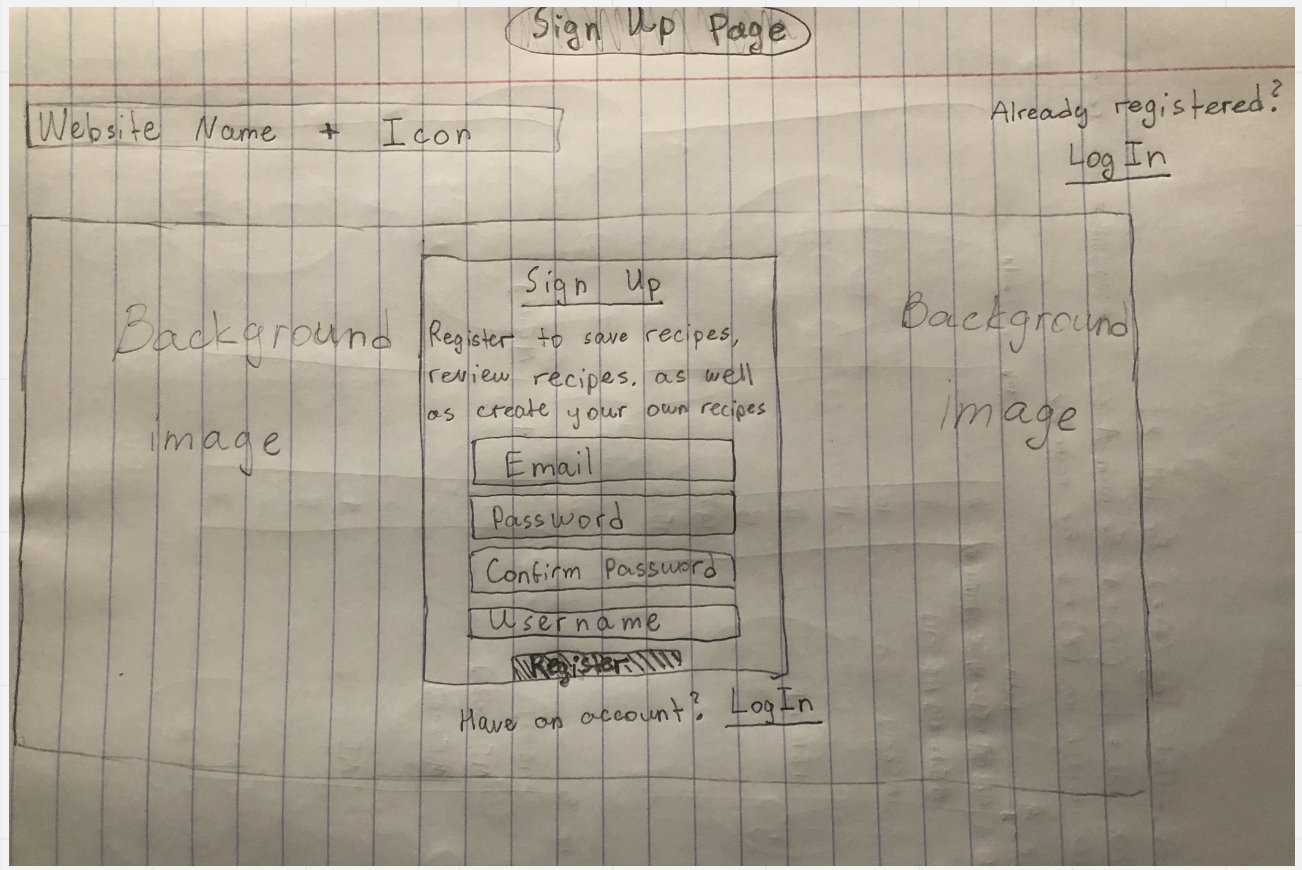 Sign Up Page
Website Name + Icon
Already registered?
Log In
Background
image
Sign Up
Register to save recipes,
review recipes, as well
as create your own recipes
Email
Password
Confirm Password
Username
Register
Have an account? Log In
Background
image